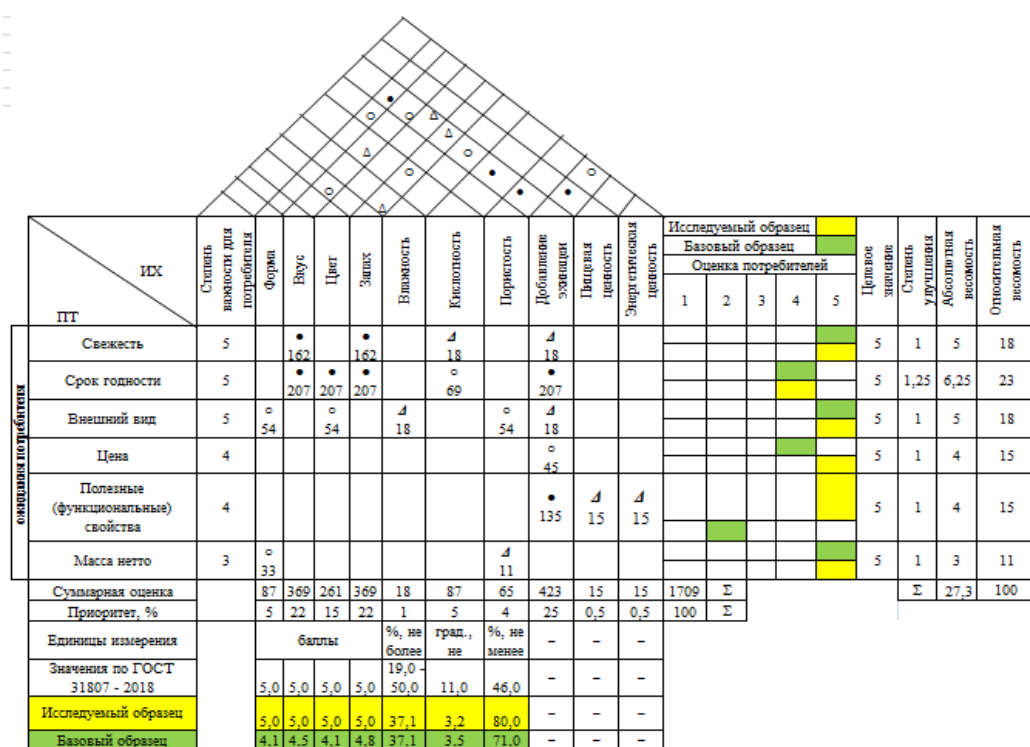 ИХ
ПТ
Степень важности для потребителя
Форма
Вкус
Цвет
Запах
Влажность
Кислотность
Пористость
Добавление эхинацеи
Пищевая ценность
Энергетическая ценность
Исследуемый образец
Базовый образец
Оценка потребителей
1 2 3 4 5
Целевое значение
Степень улучшения
Абсолютная весомость
Относительная весомость
ожидания потребителя
Свежесть 5 ● 162 ● 162 ⊿ 18 ⊿ 18 5 1 5 18
Срок годности 5 ● 207 ● 207 ● 207 ○ 69 ● 207 5 1,25 6,25 23
Внешний вид 5 ○ 54 ○ 54 ⊿ 18 ○ 54 ⊿ 18 5 1 5 18
Цена 4 ○ 45 5 1 4 15
Полезные (функциональные) свойства 4 ● 135 ⊿ 15 ⊿ 15 5 1 4 15
Масса нетто 3 ○ 33 ⊿ 11 5 1 3 11
Суммарная оценка 87 369 261 369 18 87 65 423 15 15 1709 Σ Σ 27,3 100
Приоритет, % 5 22 15 22 1 5 4 25 0,5 0,5 100 Σ
Единицы измерения баллы %, не более град., не %, не менее – – –
Значения по ГОСТ 31807 - 2018 5,0 5,0 5,0 5,0 19,0 - 50,0 11,0 46,0 – – –
Исследуемый образец 5,0 5,0 5,0 5,0 37,1 3,2 80,0 – – –
Базовый образец 4,1 4,5 4,1 4,8 37,1 3,5 71,0 – – –